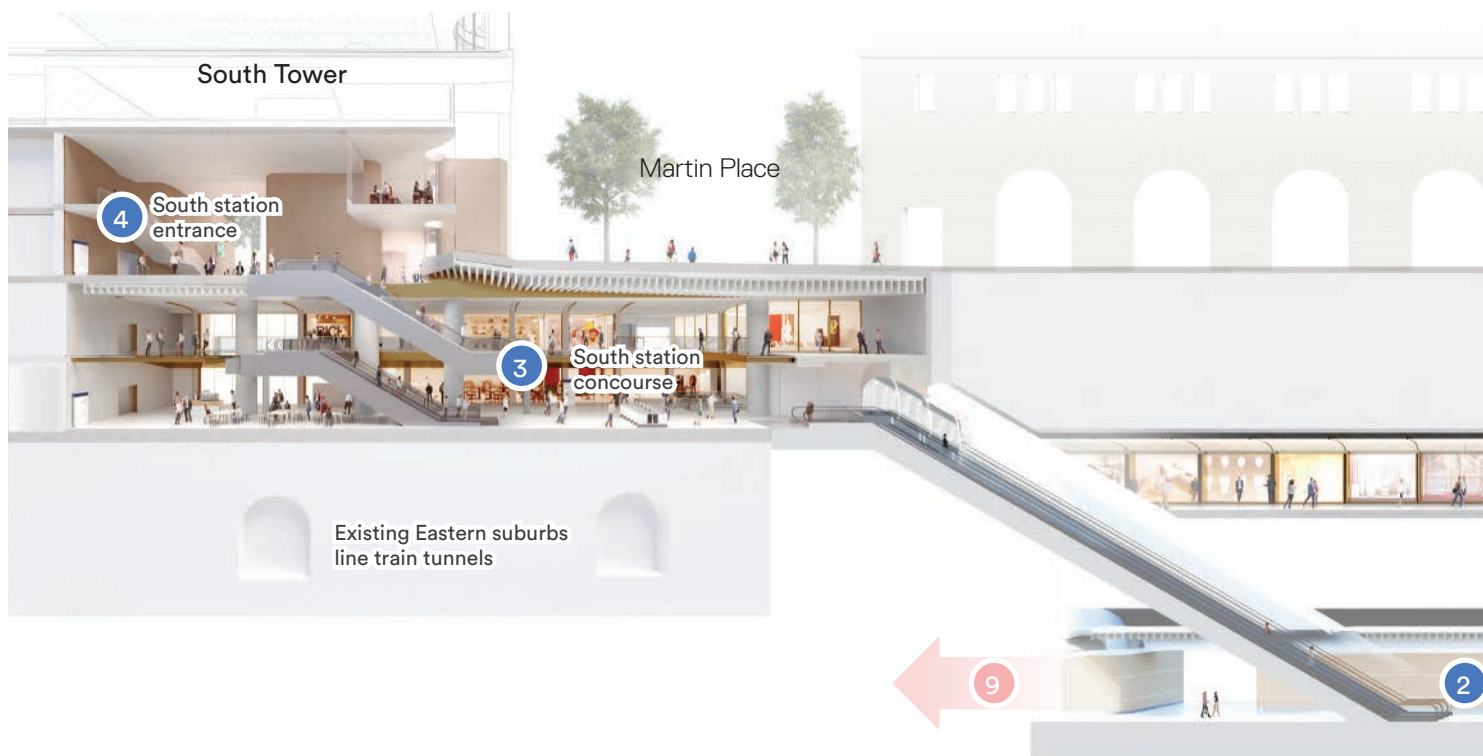 South Tower
Martin Place
4
South station
entrance
3
South station
concourse
Existing Eastern suburbs
line train tunnels
9
2